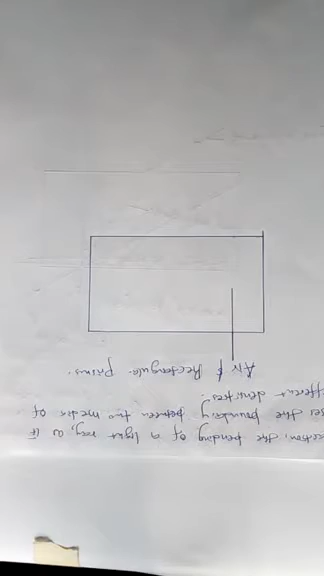 the bending of a light ray, as it
the boundary between two media of
densities.
Air & Rectangular Prism.